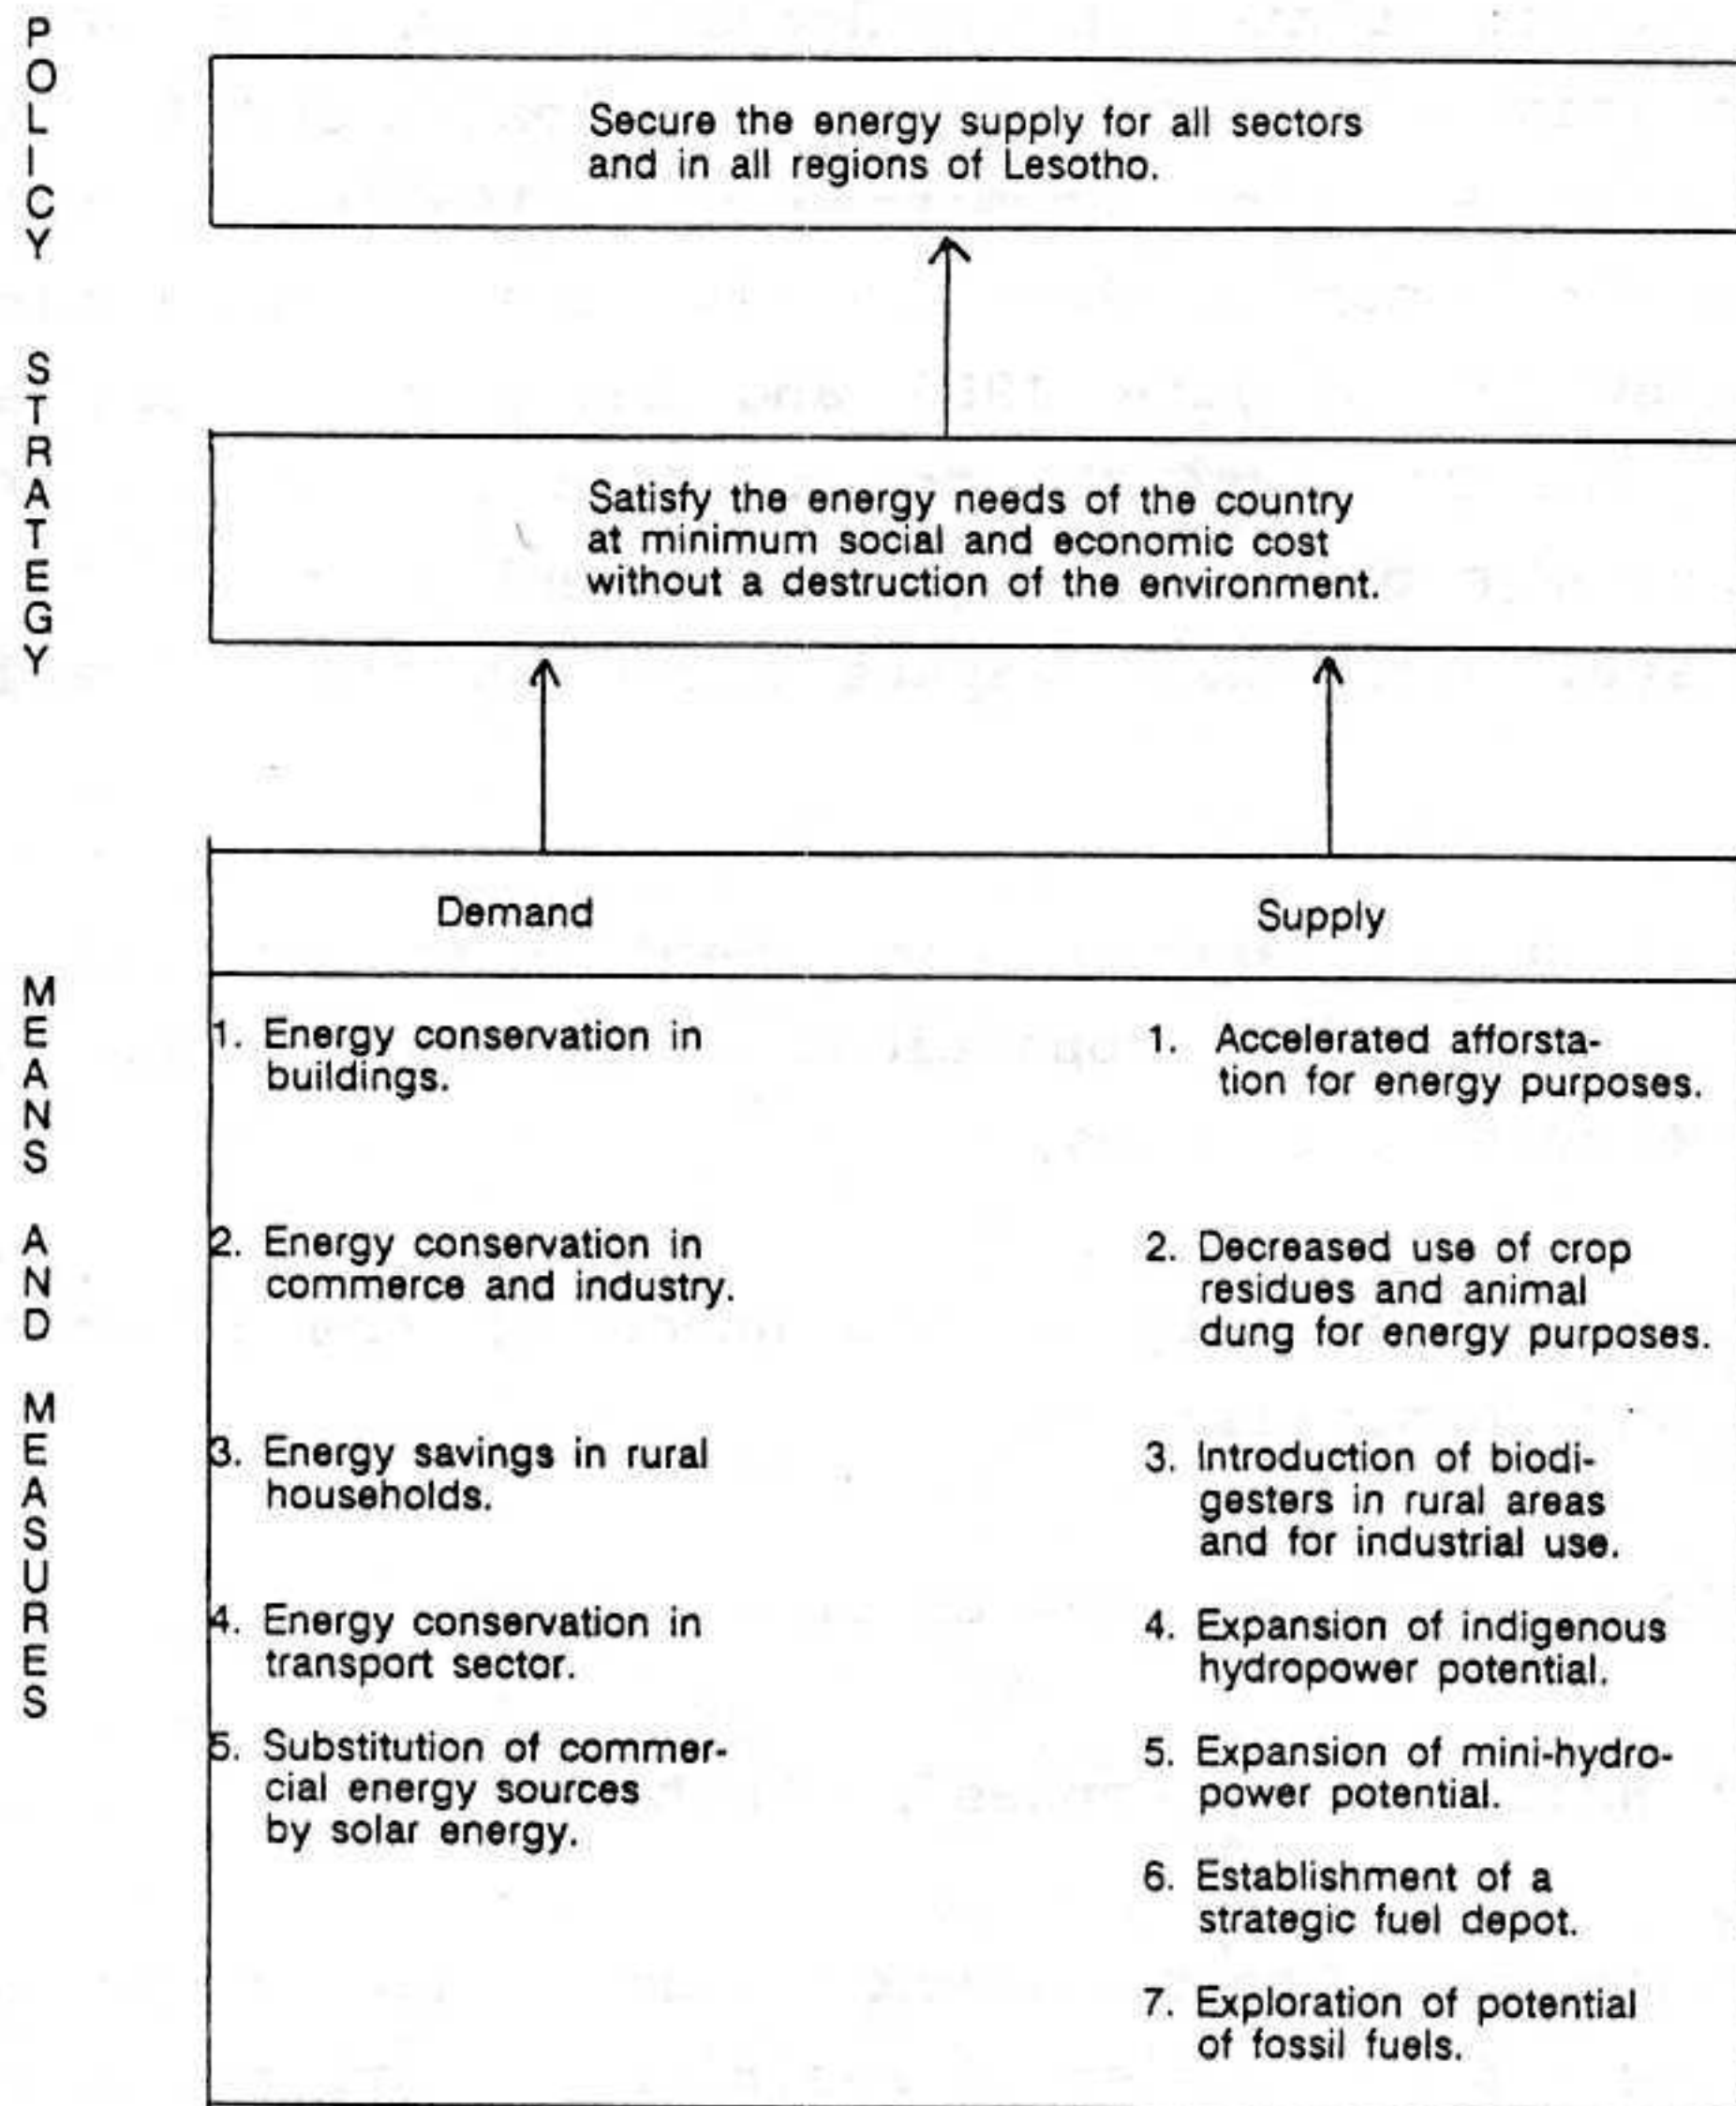 POLICY
Secure the energy supply for all sectors
and in all regions of Lesotho.
STRATEGY
Satisfy the energy needs of the country
at minimum social and economic cost
without a destruction of the environment.
MEANS AND MEASURES
Demand
1. Energy conservation in
buildings.
2. Energy conservation in
commerce and industry.
3. Energy savings in rural
households.
4. Energy conservation in
transport sector.
5. Substitution of commer-
cial energy sources
by solar energy.
Supply
1. Accelerated afforsta-
tion for energy purposes.
2. Decreased use of crop
residues and animal
dung for energy purposes.
3. Introduction of biodi-
gesters in rural areas
and for industrial use.
4. Expansion of indigenous
hydropower potential.
5. Expansion of mini-hydro-
power potential.
6. Establishment of a
strategic fuel depot.
7. Exploration of potential
of fossil fuels.